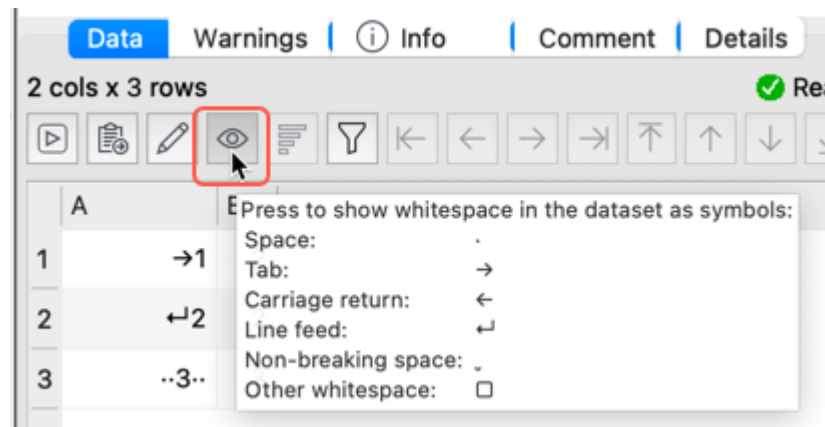 Data Warnings Info Comment Details
2 cols x 3 rows Rea
A
1 →1
2 ↵2
3 ··3··
Press to show whitespace in the dataset as symbols:
Space: ·
Tab: →
Carriage return: ←
Line feed: ↵
Non-breaking space: ˬ
Other whitespace: □